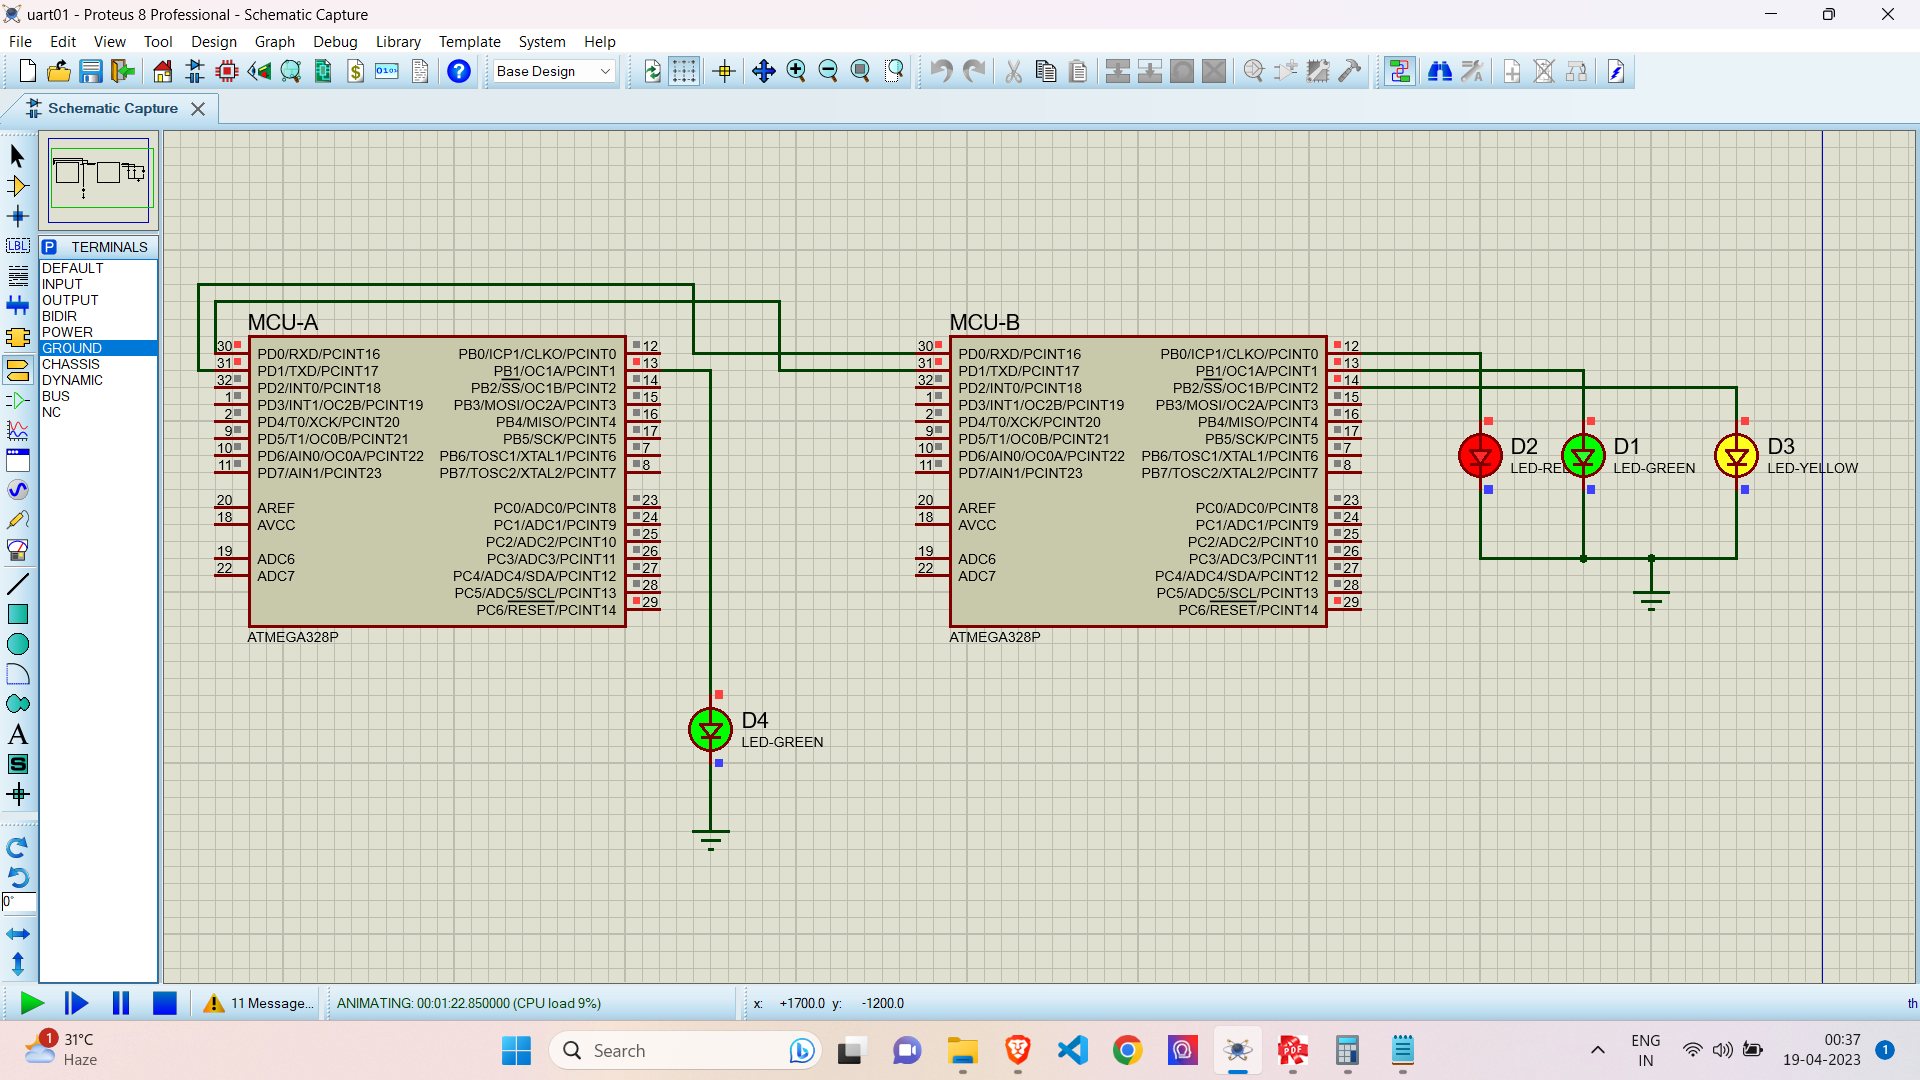 uart01 - Proteus 8 Professional - Schematic Capture
File Edit View Tool Design Graph Debug Library Template System Help
Base Design
Schematic Capture
P TERMINALS
DEFAULT
INPUT
OUTPUT
BIDIR
POWER
GROUND
CHASSIS
DYNAMIC
BUS
NC
LBL
A
S
0°
MCU-A
30 PD0/RXD/PCINT16 PB0/ICP1/CLKO/PCINT0 12
31 PD1/TXD/PCINT17 PB1/OC1A/PCINT1 13
32 PD2/INT0/PCINT18 PB2/SS/OC1B/PCINT2 14
1 PD3/INT1/OC2B/PCINT19 PB3/MOSI/OC2A/PCINT3 15
2 PD4/T0/XCK/PCINT20 PB4/MISO/PCINT4 16
9 PD5/T1/OC0B/PCINT21 PB5/SCK/PCINT5 17
10 PD6/AIN0/OC0A/PCINT22 PB6/TOSC1/XTAL1/PCINT6 7
11 PD7/AIN1/PCINT23 PB7/TOSC2/XTAL2/PCINT7 8
20 AREF PC0/ADC0/PCINT8 23
18 AVCC PC1/ADC1/PCINT9 24
PC2/ADC2/PCINT10 25
19 ADC6 PC3/ADC3/PCINT11 26
22 ADC7 PC4/ADC4/SDA/PCINT12 27
PC5/ADC5/SCL/PCINT13 28
PC6/RESET/PCINT14 29
ATMEGA328P
MCU-B
30 PD0/RXD/PCINT16 PB0/ICP1/CLKO/PCINT0 12
31 PD1/TXD/PCINT17 PB1/OC1A/PCINT1 13
32 PD2/INT0/PCINT18 PB2/SS/OC1B/PCINT2 14
1 PD3/INT1/OC2B/PCINT19 PB3/MOSI/OC2A/PCINT3 15
2 PD4/T0/XCK/PCINT20 PB4/MISO/PCINT4 16
9 PD5/T1/OC0B/PCINT21 PB5/SCK/PCINT5 17
10 PD6/AIN0/OC0A/PCINT22 PB6/TOSC1/XTAL1/PCINT6 7
11 PD7/AIN1/PCINT23 PB7/TOSC2/XTAL2/PCINT7 8
20 AREF PC0/ADC0/PCINT8 23
18 AVCC PC1/ADC1/PCINT9 24
PC2/ADC2/PCINT10 25
19 ADC6 PC3/ADC3/PCINT11 26
22 ADC7 PC4/ADC4/SDA/PCINT12 27
PC5/ADC5/SCL/PCINT13 28
PC6/RESET/PCINT14 29
ATMEGA328P
D2
LED-RED
D1
LED-GREEN
D3
LED-YELLOW
D4
LED-GREEN
11 Message... ANIMATING: 00:01:22.850000 (CPU load 9%) x: +1700.0 y: -1200.0 th
1 31°C
Haze
Search
PDF
ENG
IN
00:37
19-04-2023
1